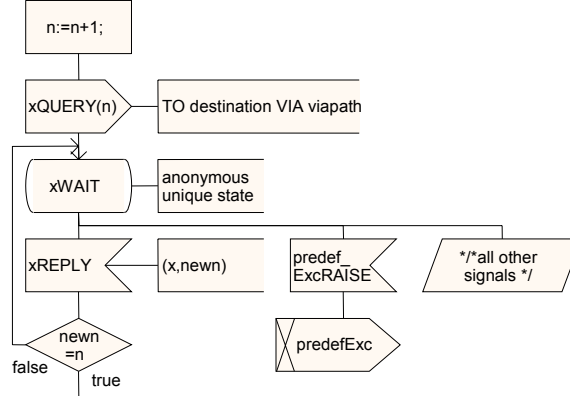 n:=n+1;
xQUERY(n)
TO destination VIA viapath
xWAIT
anonymous
unique state
xREPLY
(x,newn)
predef_
ExcRAISE
*/*all other
signals */
newn
=n
predefExc
false
true